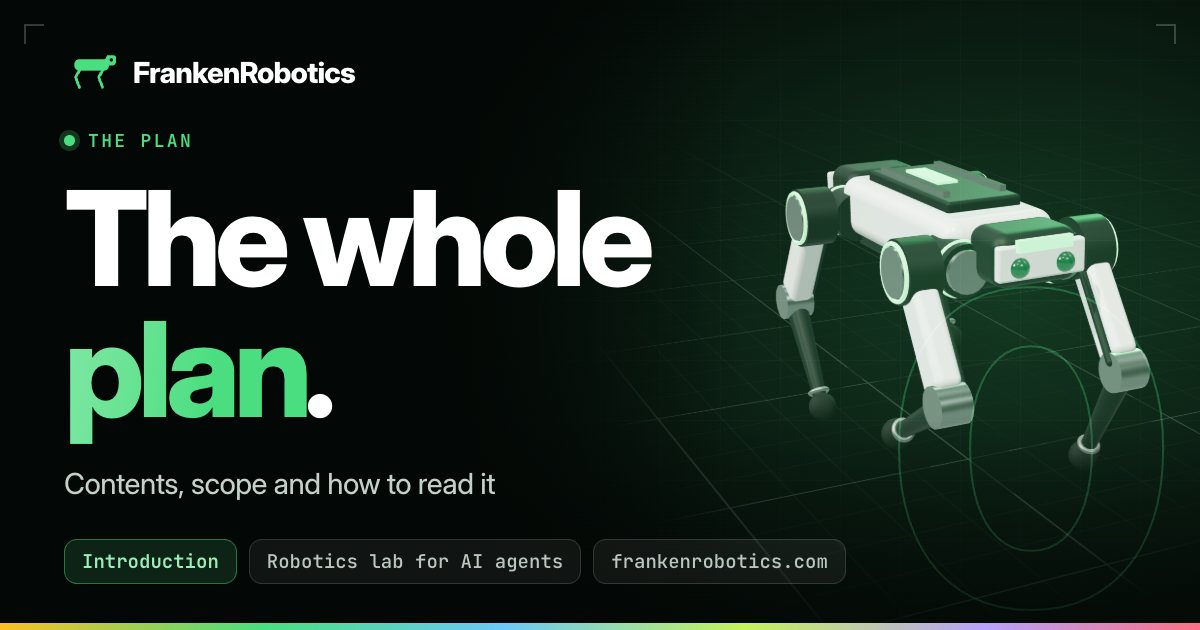 FrankenRobotics
THE PLAN
The whole
plan.
Contents, scope and how to read it
Introduction
Robotics lab for AI agents
frankenrobotics.com